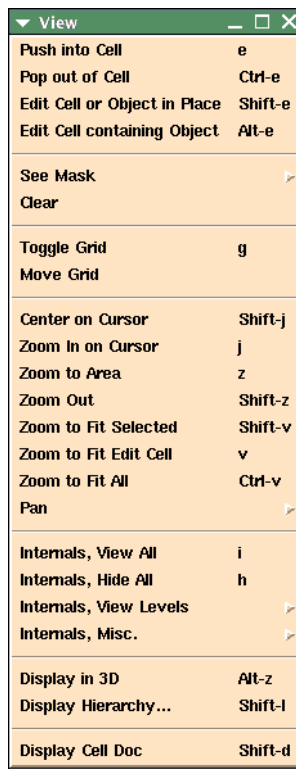 View
Push into Cell e
Pop out of Cell Ctrl-e
Edit Cell or Object in Place Shift-e
Edit Cell containing Object Alt-e
See Mask
Clear
Toggle Grid g
Move Grid
Center on Cursor Shift-j
Zoom In on Cursor j
Zoom to Area z
Zoom Out Shift-z
Zoom to Fit Selected Shift-v
Zoom to Fit Edit Cell v
Zoom to Fit All Ctrl-v
Pan
Internals, View All i
Internals, Hide All h
Internals, View Levels
Internals, Misc.
Display in 3D Alt-z
Display Hierarchy... Shift-l
Display Cell Doc Shift-d